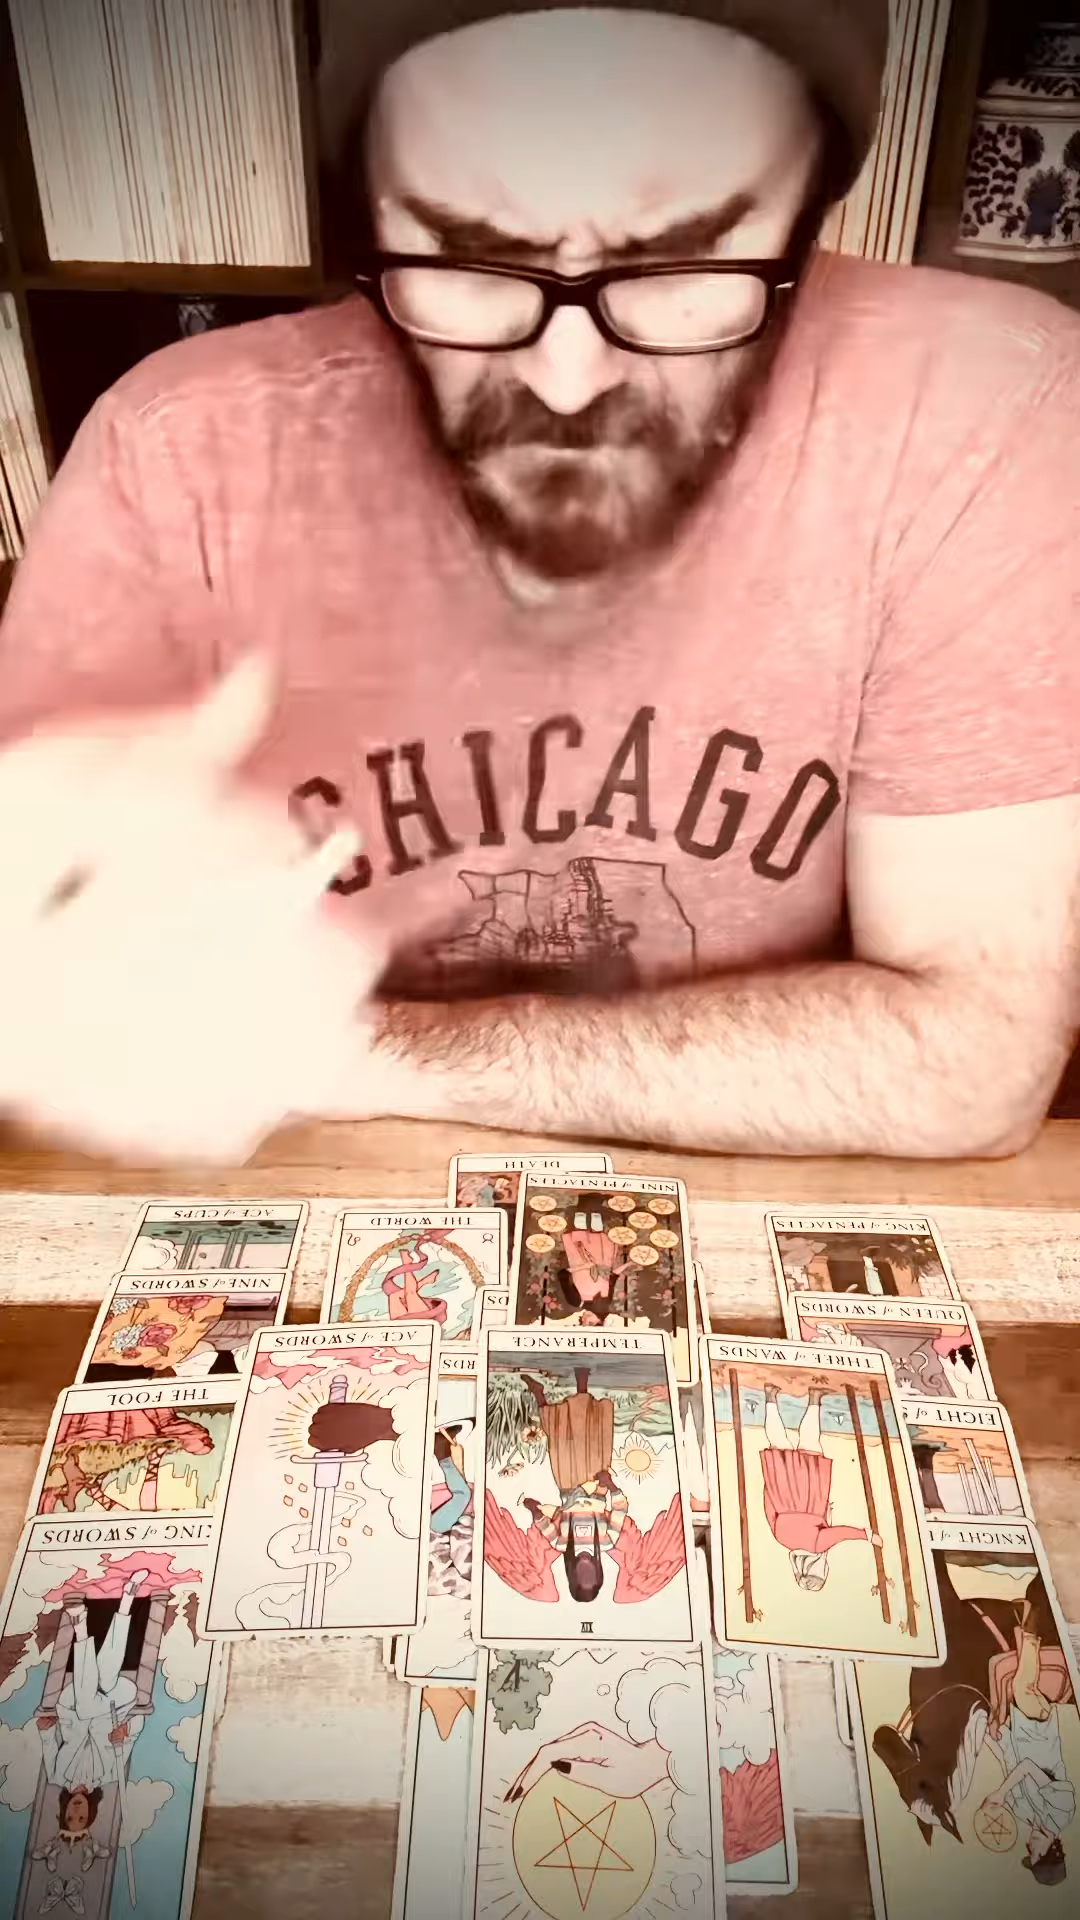 CHICAGO
DEATH
NINE of PENTACLES
ACE of CUPS
THE WORLD
KING of PENTACLES
NINE of SWORDS
QUEEN of SWORDS
ACE of SWORDS
TEMPERANCE
THREE of WANDS
THE FOOL
EIGHT of
KING of SWORDS
KNIGHT of
XIV